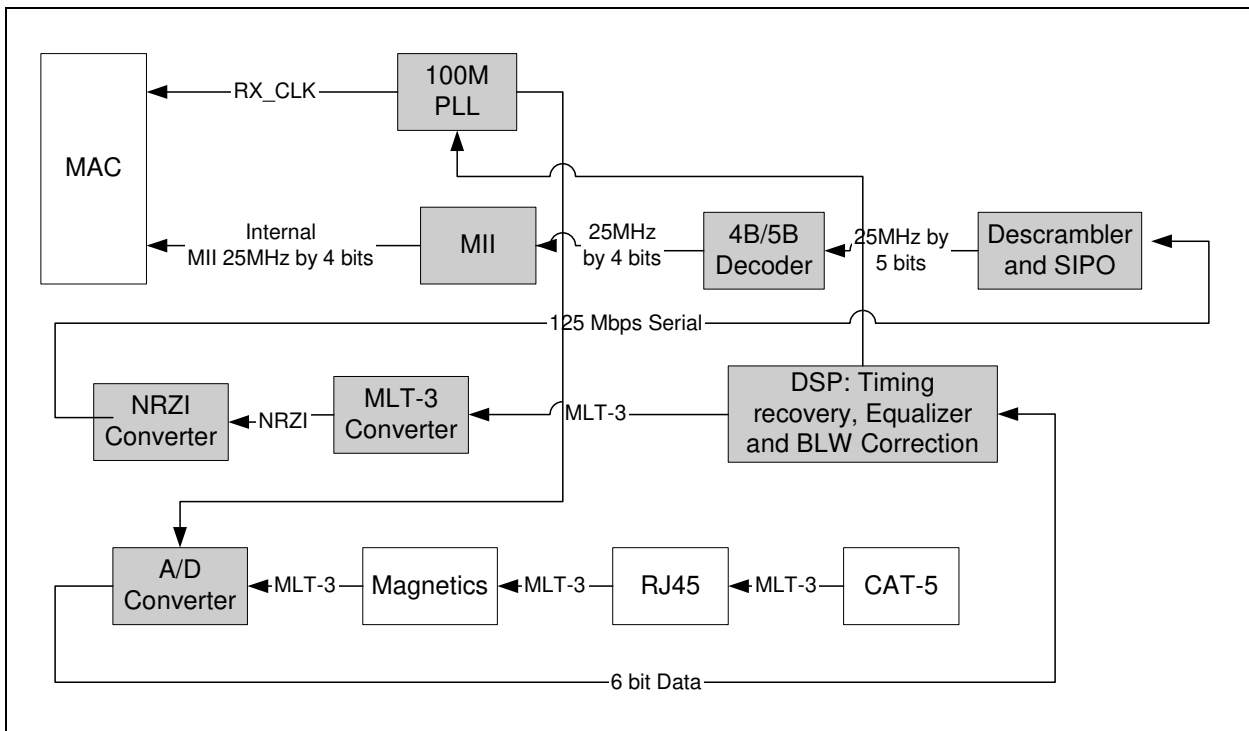 100M
PLL
RX_CLK
MAC
Internal
MII 25MHz by 4 bits
MII
25MHz
by 4 bits
4B/5B
Decoder
25MHz by
5 bits
Descrambler
and SIPO
125 Mbps Serial
NRZI
Converter
NRZI
MLT-3
Converter
MLT-3
DSP: Timing
recovery, Equalizer
and BLW Correction
A/D
Converter
MLT-3
Magnetics
MLT-3
RJ45
MLT-3
CAT-5
6 bit Data